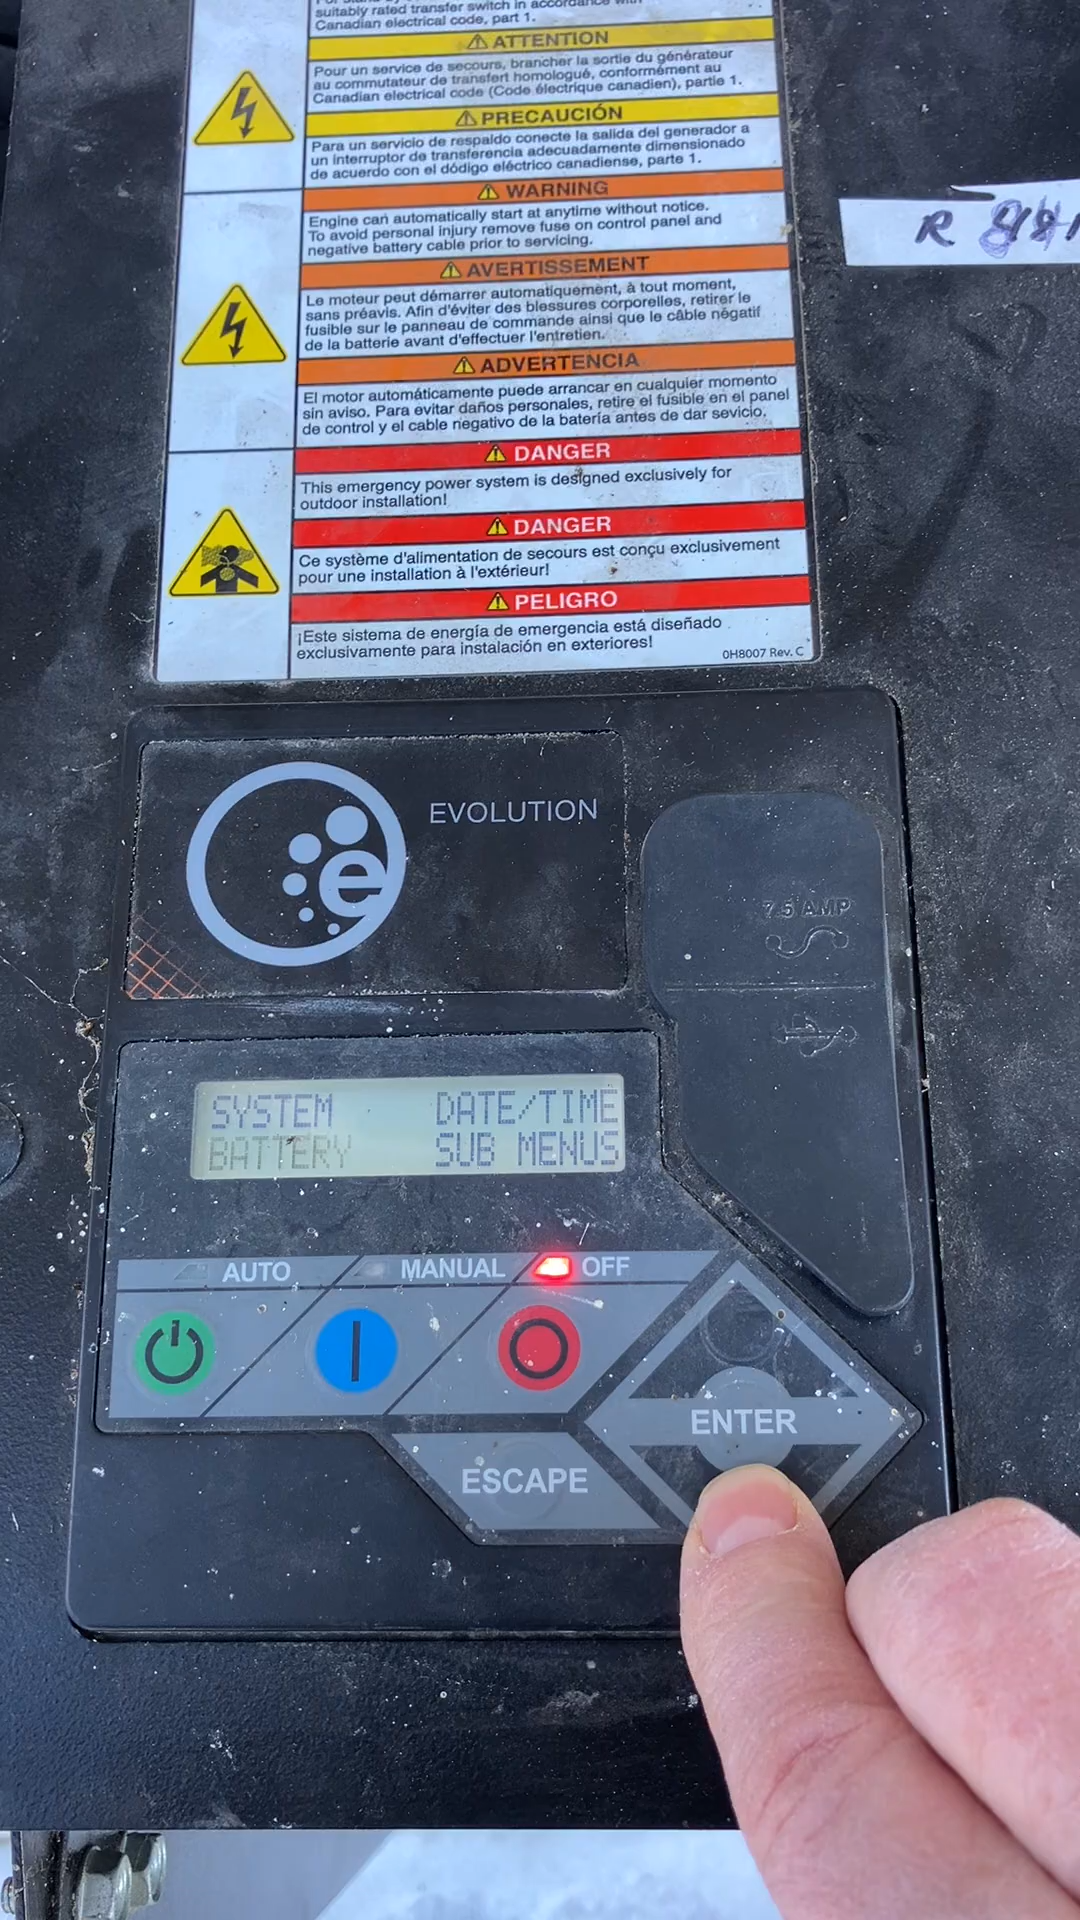 suitably rated transfer switch in accordance with
Canadian electrical code, part 1.
ATTENTION
Pour un service de secours, brancher la sortie du générateur
au commutateur de transfert homologué, conformément au
Canadian electrical code (Code électrique canadien), partie 1.
PRECAUCIÓN
Para un servicio de respaldo conecte la salida del generador a
un interruptor de transferencia adecuadamente dimensionado
de acuerdo con el dódigo eléctrico canadiense, parte 1.
WARNING
Engine can automatically start at anytime without notice.
To avoid personal injury remove fuse on control panel and
negative battery cable prior to servicing.
AVERTISSEMENT
Le moteur peut démarrer automatiquement, à tout moment,
sans préavis. Afin d'éviter des blessures corporelles, retirer le
fusible sur le panneau de commande ainsi que le câble négatif
de la batterie avant d'effectuer l'entretien.
ADVERTENCIA
El motor automáticamente puede arrancar en cualquier momento
sin aviso. Para evitar daños personales, retire el fusible en el panel
de control y el cable negativo de la batería antes de dar sevicio.
DANGER
This emergency power system is designed exclusively for
outdoor installation!
DANGER
Ce système d'alimentation de secours est conçu exclusivement
pour une installation à l'extérieur!
PELIGRO
¡Este sistema de energía de emergencia está diseñado
exclusivamente para instalación en exteriores!
0H8007 Rev. C
R
e
EVOLUTION
7.5 AMP
SYSTEM DATE/TIME
BATTERY SUB MENUS
AUTO MANUAL OFF
ENTER
ESCAPE